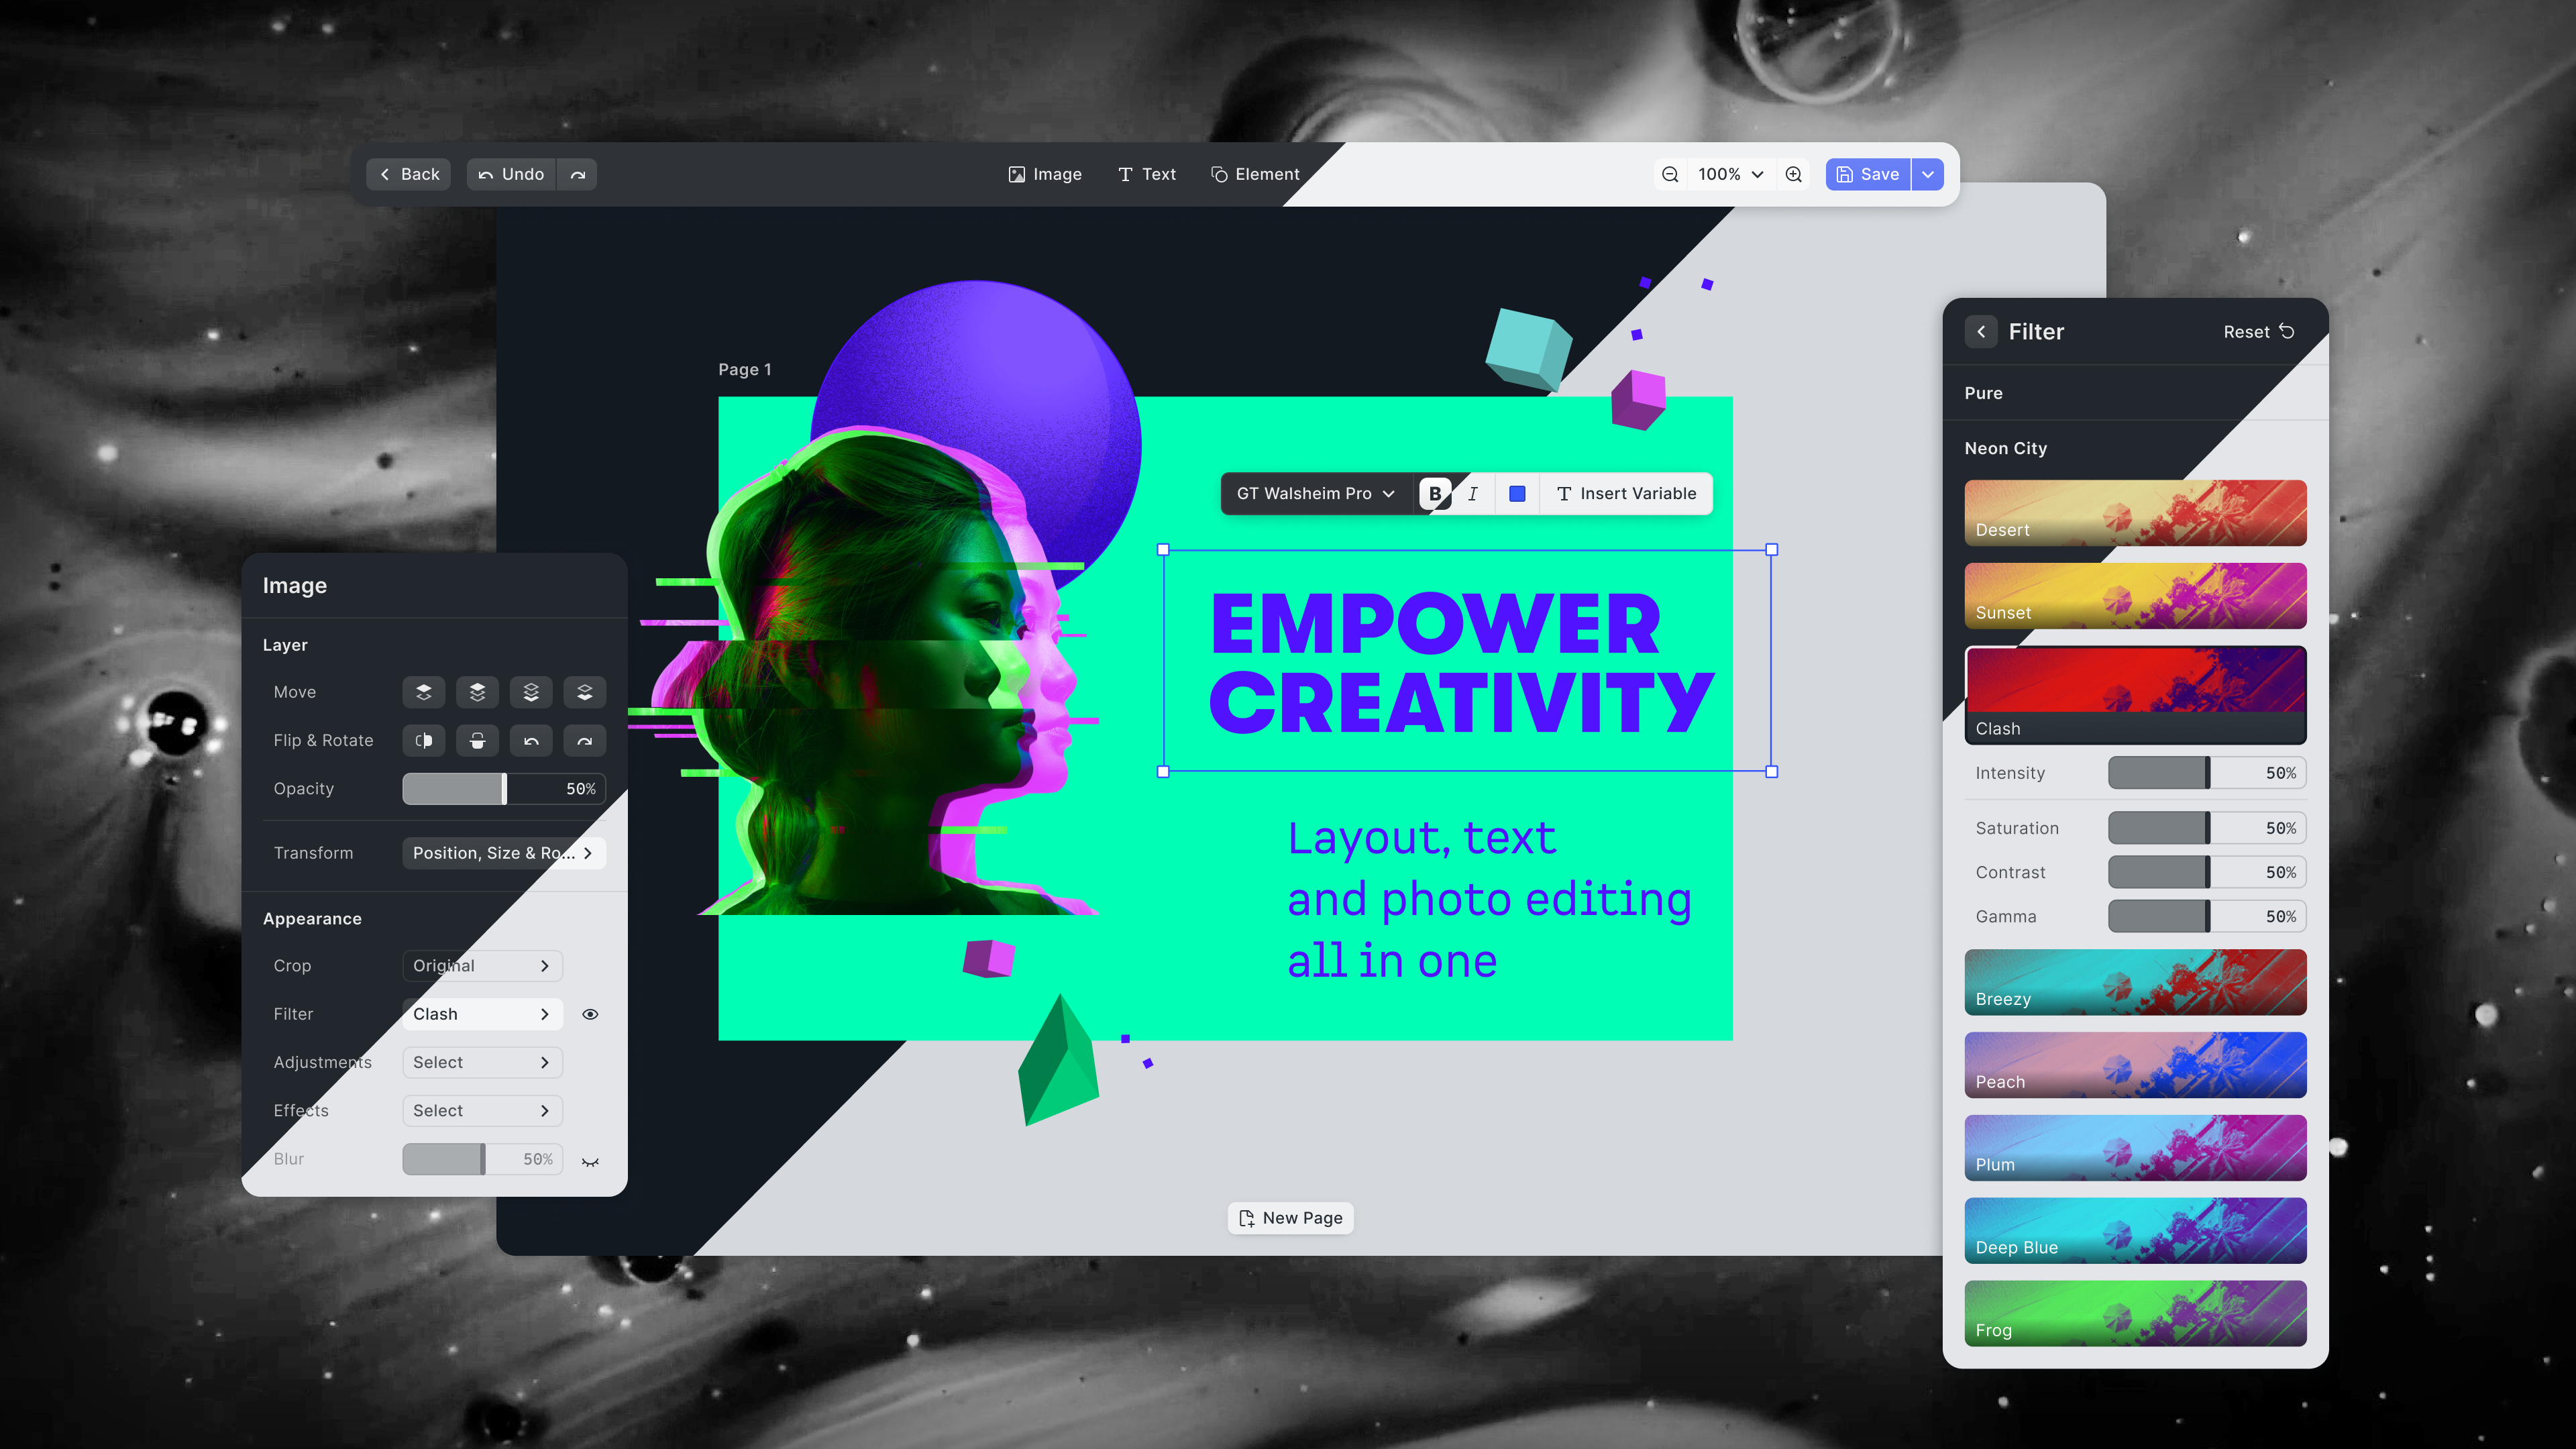 Back
Undo
Image
Text
Element
100%
Save
Page 1
GT Walsheim Pro
B
I
T Insert Variable
EMPOWER
CREATIVITY
Layout, text
and photo editing
all in one
New Page
Image
Layer
Move
Flip & Rotate
Opacity
50%
Transform
Position, Size & Ro...
Appearance
Crop
Original
Filter
Clash
Adjustments
Select
Effects
Select
Blur
50%
Filter
Reset
Pure
Neon City
Desert
Sunset
Clash
Intensity
50%
Saturation
50%
Contrast
50%
Gamma
50%
Breezy
Peach
Plum
Deep Blue
Frog